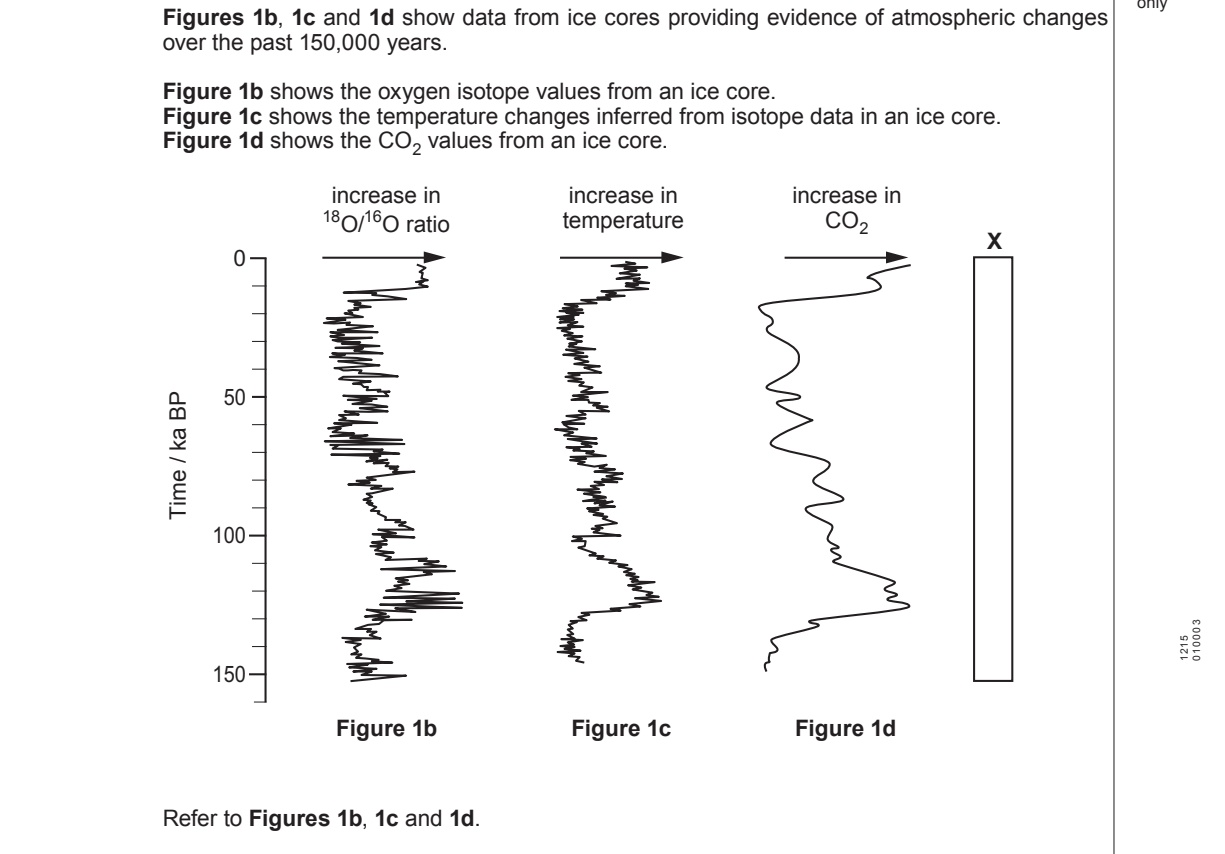 only
Figures 1b, 1c and 1d show data from ice cores providing evidence of atmospheric changes
over the past 150,000 years.
Figure 1b shows the oxygen isotope values from an ice core.
Figure 1c shows the temperature changes inferred from isotope data in an ice core.
Figure 1d shows the CO₂ values from an ice core.
increase in
¹⁸O/¹⁶O ratio
increase in
temperature
increase in
CO₂
X
0
50
100
150
Time / ka BP
Figure 1b
Figure 1c
Figure 1d
1215
010003
Refer to Figures 1b, 1c and 1d.